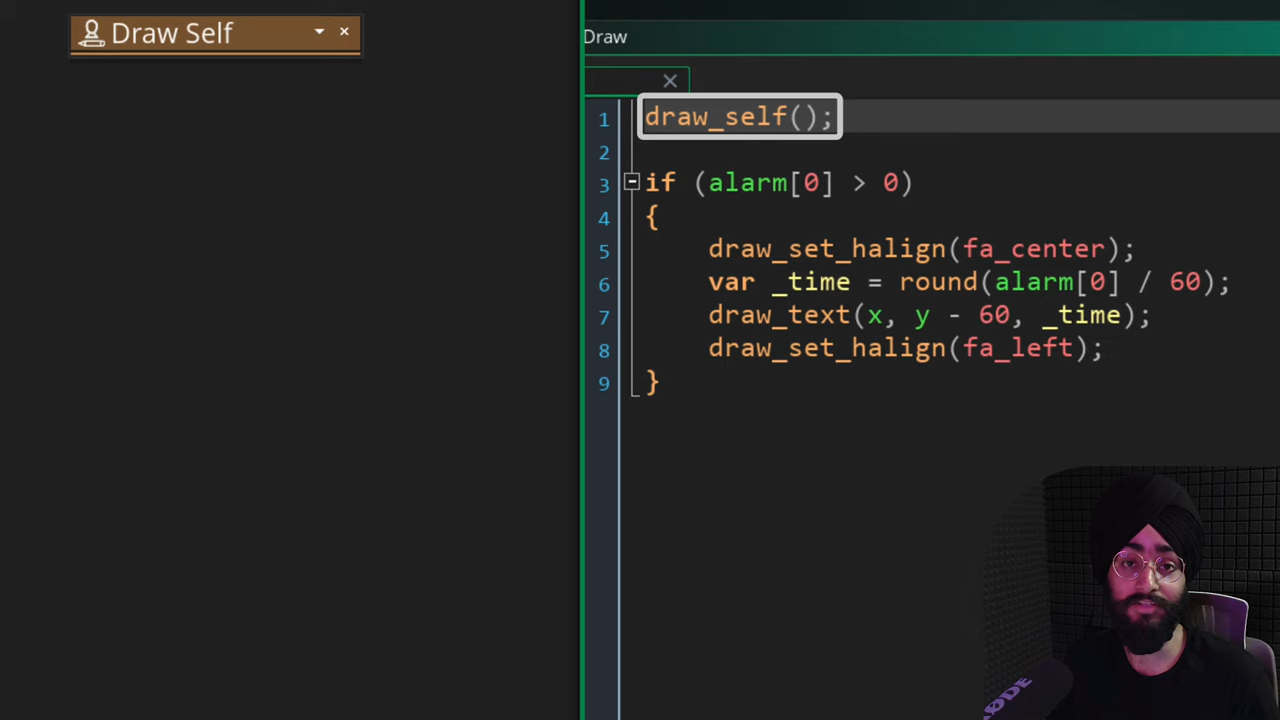 Draw Self
Draw
1 draw_self();
2
3 if (alarm[0] > 0)
4 {
5 draw_set_halign(fa_center);
6 var _time = round(alarm[0] / 60);
7 draw_text(x, y - 60, _time);
8 draw_set_halign(fa_left);
9 }